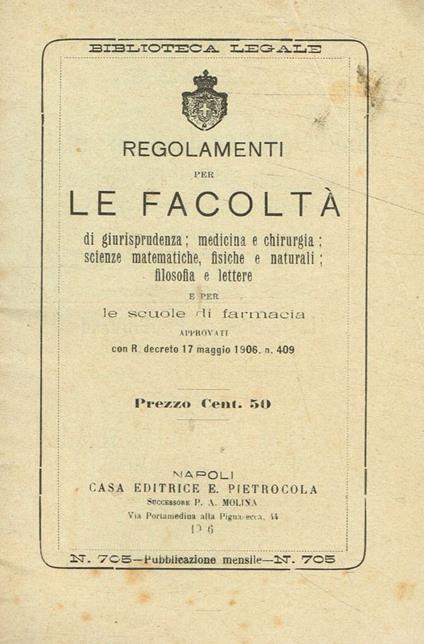 BIBLIOTECA LEGALE
REGOLAMENTI
PER
LE FACOLTÀ
di giurisprudenza; medicina e chirurgia;
scienze matematiche, fisiche e naturali;
filosofia e lettere
E PER
le scuole di farmacia
APPROVATI
con R. decreto 17 maggio 1906. n. 409
Prezzo Cent. 50
NAPOLI
CASA EDITRICE E. PIETROCOLA
Successore P. A. MOLINA
Via Portamedina alla Pignasecca, 44
N. 705—Pubblicazione mensile—N. 705